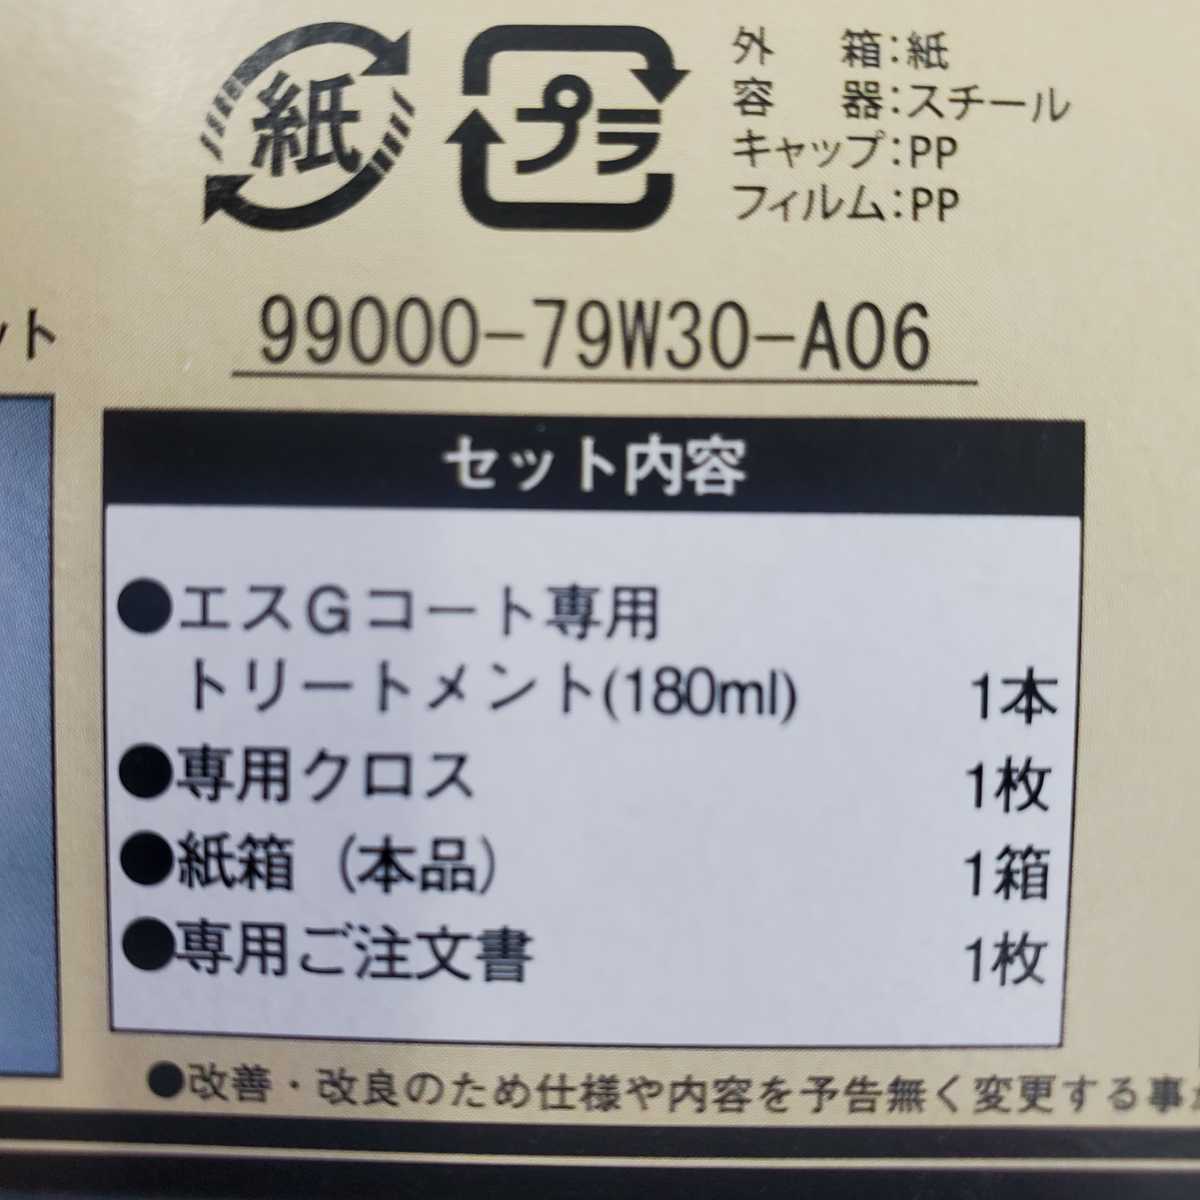 紙
プラ
外 箱:紙
容 器:スチール
キャップ:PP
フィルム:PP
ット
99000-79W30-A06
セット内容
●エスGコート専用
トリートメント(180ml) 1本
●専用クロス 1枚
●紙箱（本品） 1箱
●専用ご注文書 1枚
●改善・改良のため仕様や内容を予告無く変更する事が